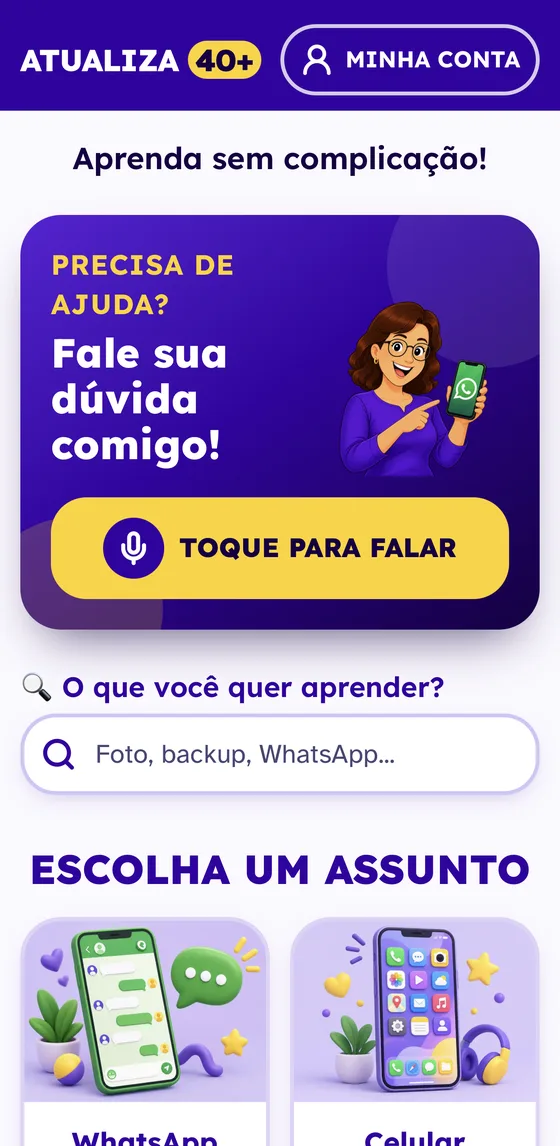 ATUALIZA 40+
MINHA CONTA
Aprenda sem complicação!
PRECISA DE
AJUDA?
Fale sua
dúvida
comigo!
TOQUE PARA FALAR
O que você quer aprender?
Foto, backup, WhatsApp...
ESCOLHA UM ASSUNTO
WhatsApp
Celular